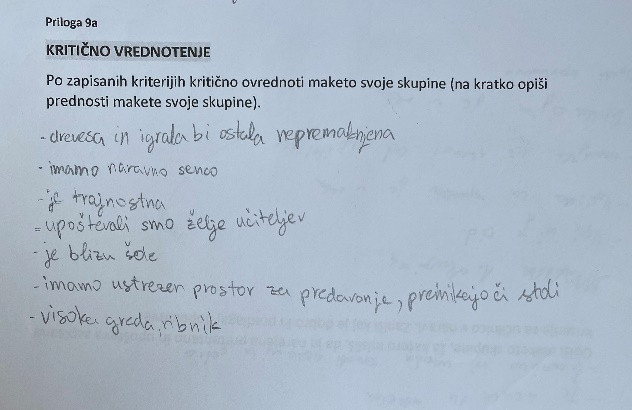 Priloga 9a
KRITIČNO VREDNOTENJE
Po zapisanih kriterijih kritično ovrednoti maketo svoje skupine (na kratko opiši
prednosti makete svoje skupine).
- drevesa in igrala bi ostala nepremaknjena
- imamo naravno senco
- je trajnostna
- upoštevali smo želje učiteljev
- je blizu šole
- imamo ustrezen prostor za predavanje, premikajoči stoli
- visoka greda, ribnik